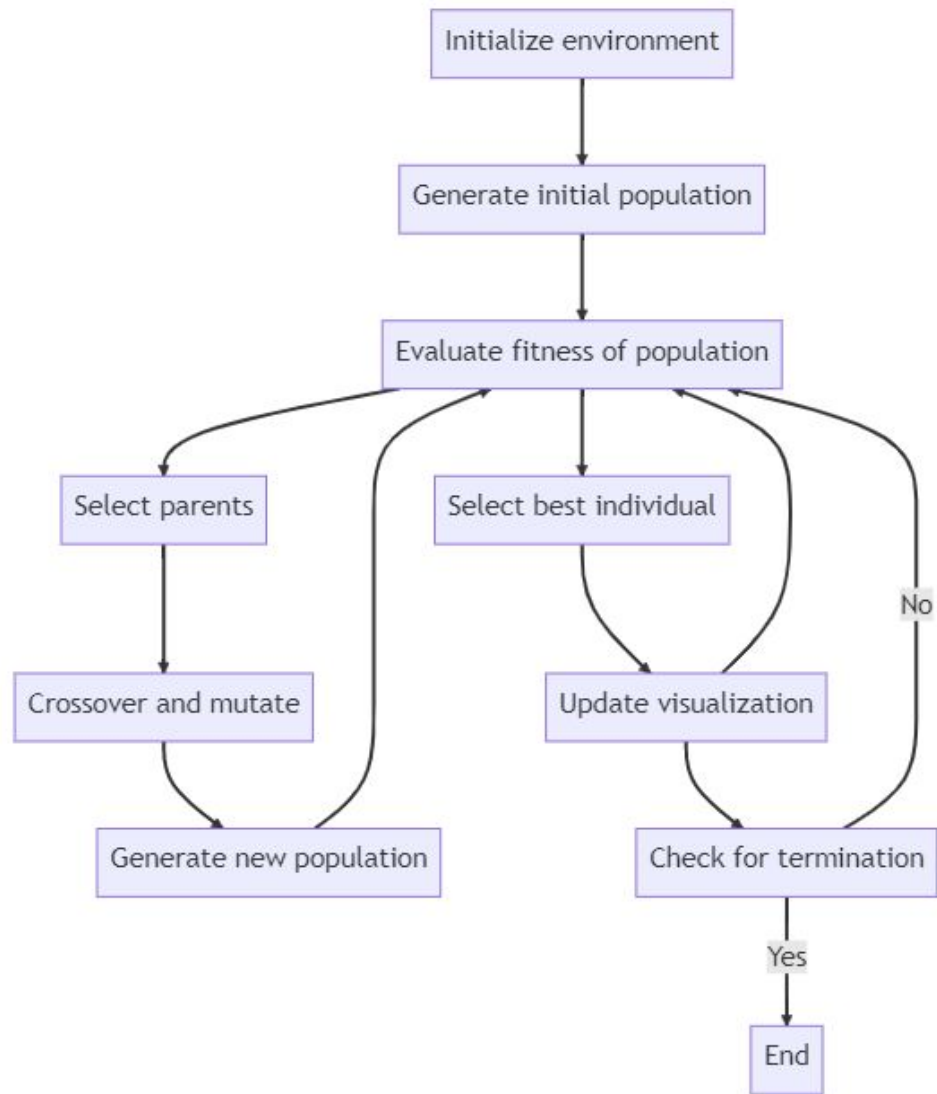 Initialize environment
Generate initial population
Evaluate fitness of population
Select parents
Select best individual
No
Crossover and mutate
Update visualization
Generate new population
Check for termination
Yes
End